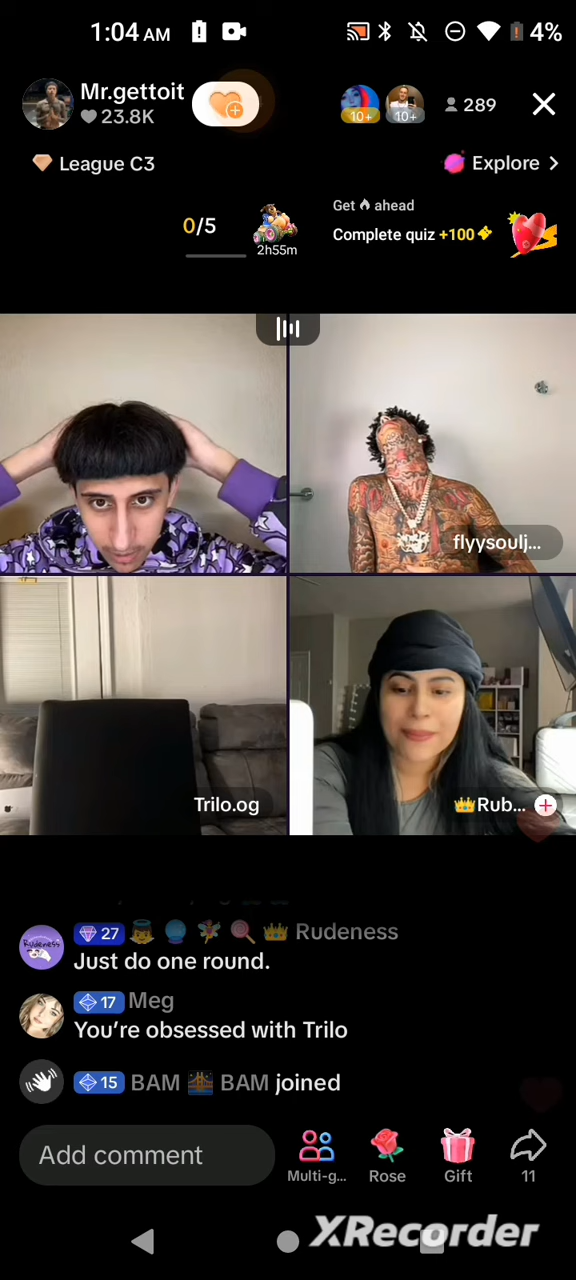 1:04 AM
4%
Mr.gettoit
23.8K
10+
10+
289
League C3
Explore
0/5
2h55m
Get 🔥 ahead
Complete quiz +100
flyysoulj...
Trilo.og
👑Rub...
27 👼 🔮 🧚 🍭 👑 Rudeness
Just do one round.
17 Meg
You’re obsessed with Trilo
15 BAM 🌉 BAM joined
Add comment
Multi-g...
Rose
Gift
11
XRecorder